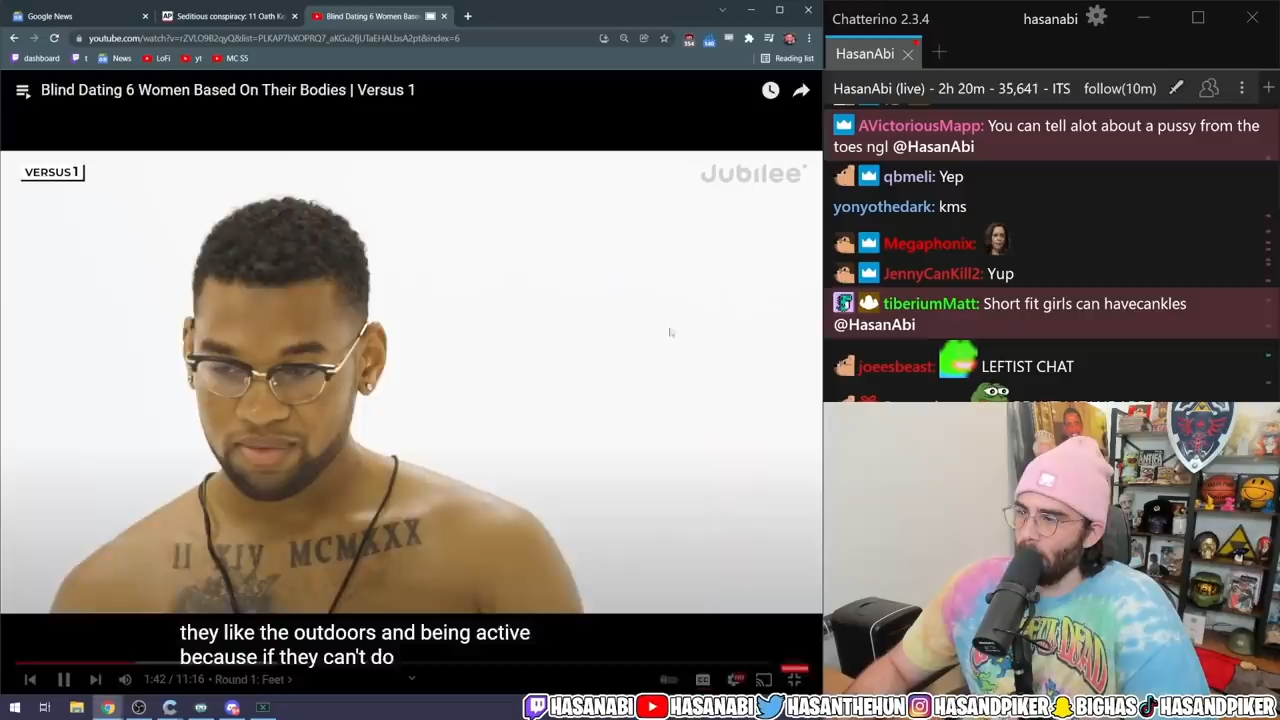 Google News
Seditious conspiracy: 11 Oath Ke
Blind Dating 6 Women Base
youtube.com/watch?v=rZVLO9B2qyQ&list=PLKAP7bXOPRQ7_aKGu2fjUTaEHALbsA2pt&index=6
dashboard
t
News
LoFi
yt
MC SS
Reading list
Blind Dating 6 Women Based On Their Bodies | Versus 1
VERSUS 1
Jubilee
II XIV MCMXXX
they like the outdoors and being active
because if they can't do
1:42 / 11:16 • Round 1: Feet >
Chatterino 2.3.4
hasanabi
HasanAbi
HasanAbi (live) - 2h 20m - 35,641 - ITS
follow(10m)
AVictoriousMapp: You can tell alot about a pussy from the
toes ngl @HasanAbi
qbmeli: Yep
yonyothedark: kms
Megaphonix:
JennyCanKill2: Yup
tiberiumMatt: Short fit girls can havecankles
@HasanAbi
joeesbeast: LEFTIST CHAT
ANTIFA
DEAD
HASANABI
HASANABI
HASANTHEHUN
HASANDPIKER
BIGHAS
HASANDPIKER